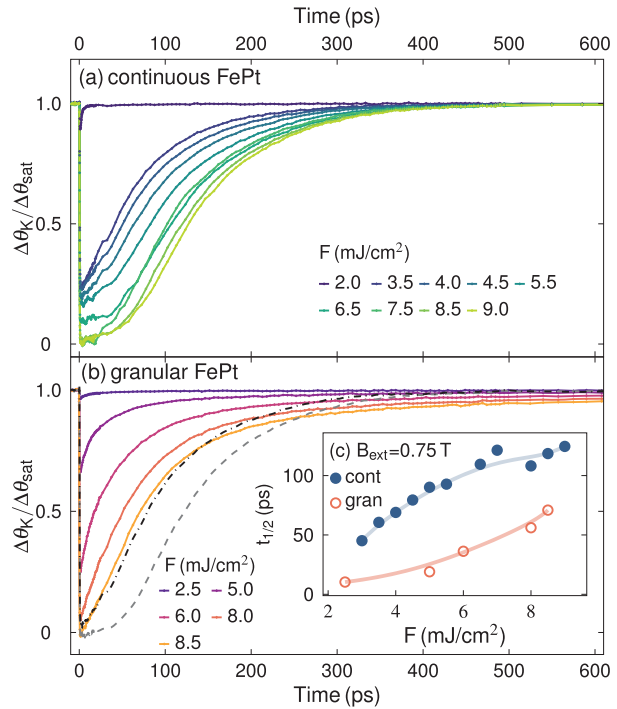 Time (ps)
0 100 200 300 400 500 600
(a) continuous FePt
1.0
0.5
0
Δθ_K/Δθ_sat
F (mJ/cm²)
2.0 3.5 4.0 4.5 5.5
6.5 7.5 8.5 9.0
(b) granular FePt
1.0
0.5
0
Δθ_K/Δθ_sat
F (mJ/cm²)
2.5 5.0
6.0 8.0
8.5
(c) B_ext=0.75 T
cont
gran
100
50
0
t_1/2 (ps)
2 4 6 8
F (mJ/cm²)
0 100 200 300 400 500 600
Time (ps)